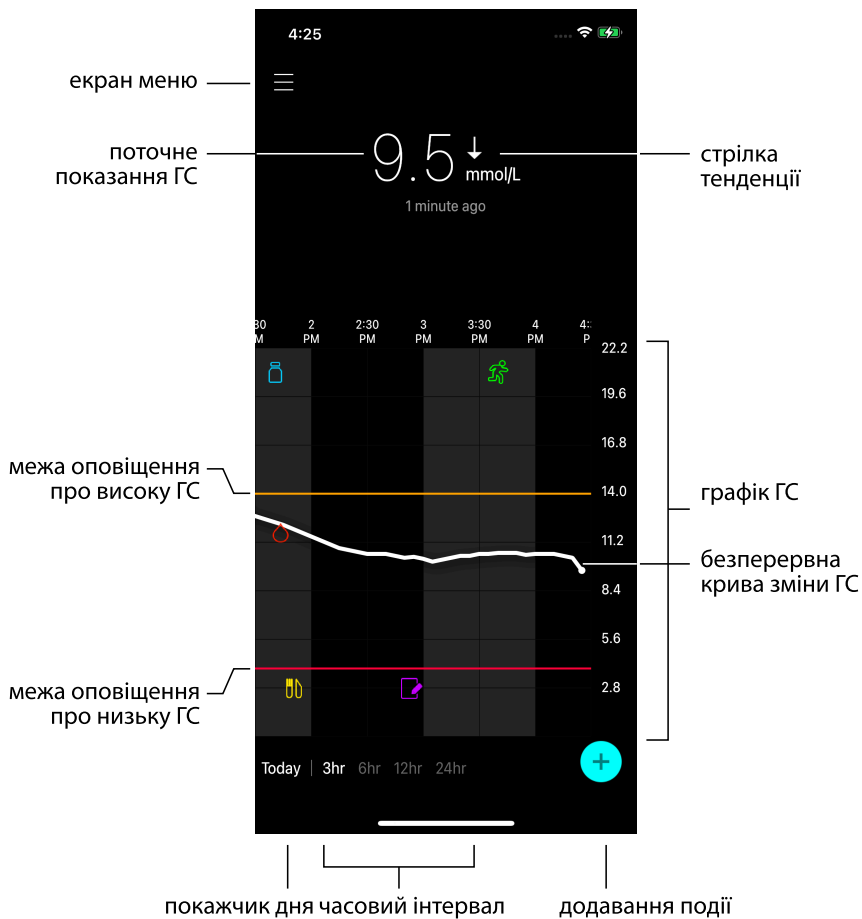 4:25
екран меню
поточне
показання ГС
9.5
mmol/L
1 minute ago
стрілка
тенденції
30
M
2
PM
2:30
PM
3
PM
3:30
PM
4
PM
4:
P
22.2
19.6
16.8
14.0
11.2
8.4
5.6
2.8
межа оповіщення
про високу ГС
графік ГС
безперервна
крива зміни ГС
межа оповіщення
про низьку ГС
Today
3hr
6hr
12hr
24hr
покажчик дня
часовий інтервал
додавання події